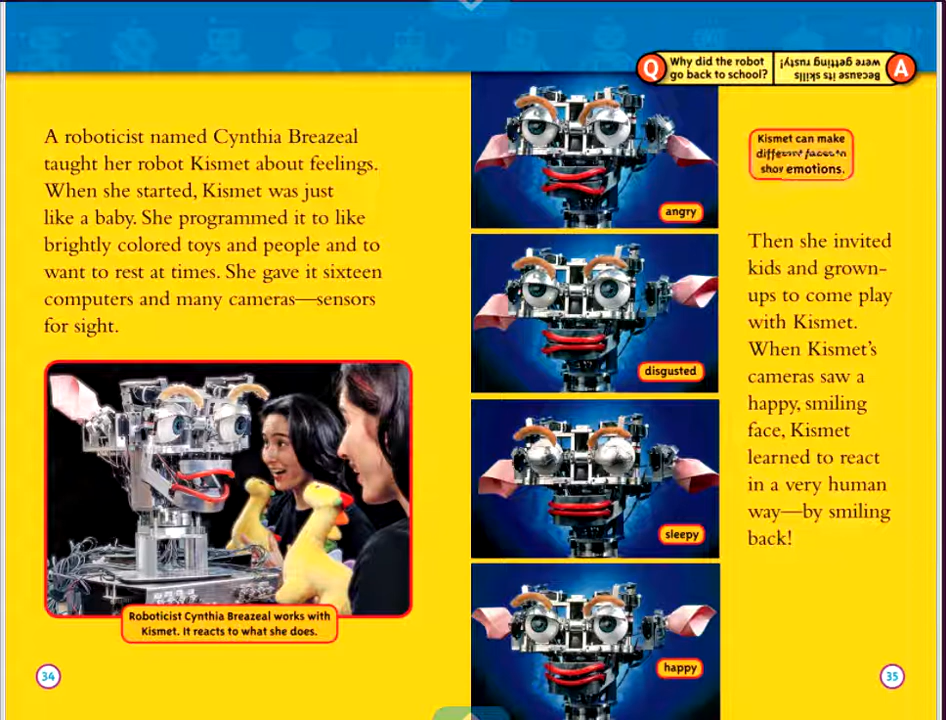 Q Why did the robot
go back to school?
Because its skills
were getting rusty!
A
A roboticist named Cynthia Breazeal
taught her robot Kismet about feelings.
When she started, Kismet was just
like a baby. She programmed it to like
brightly colored toys and people and to
want to rest at times. She gave it sixteen
computers and many cameras—sensors
for sight.
Roboticist Cynthia Breazeal works with
Kismet. It reacts to what she does.
34
angry
disgusted
sleepy
happy
Kismet can make
different faces to
show emotions.
Then she invited
kids and grown-
ups to come play
with Kismet.
When Kismet's
cameras saw a
happy, smiling
face, Kismet
learned to react
in a very human
way—by smiling
back!
35